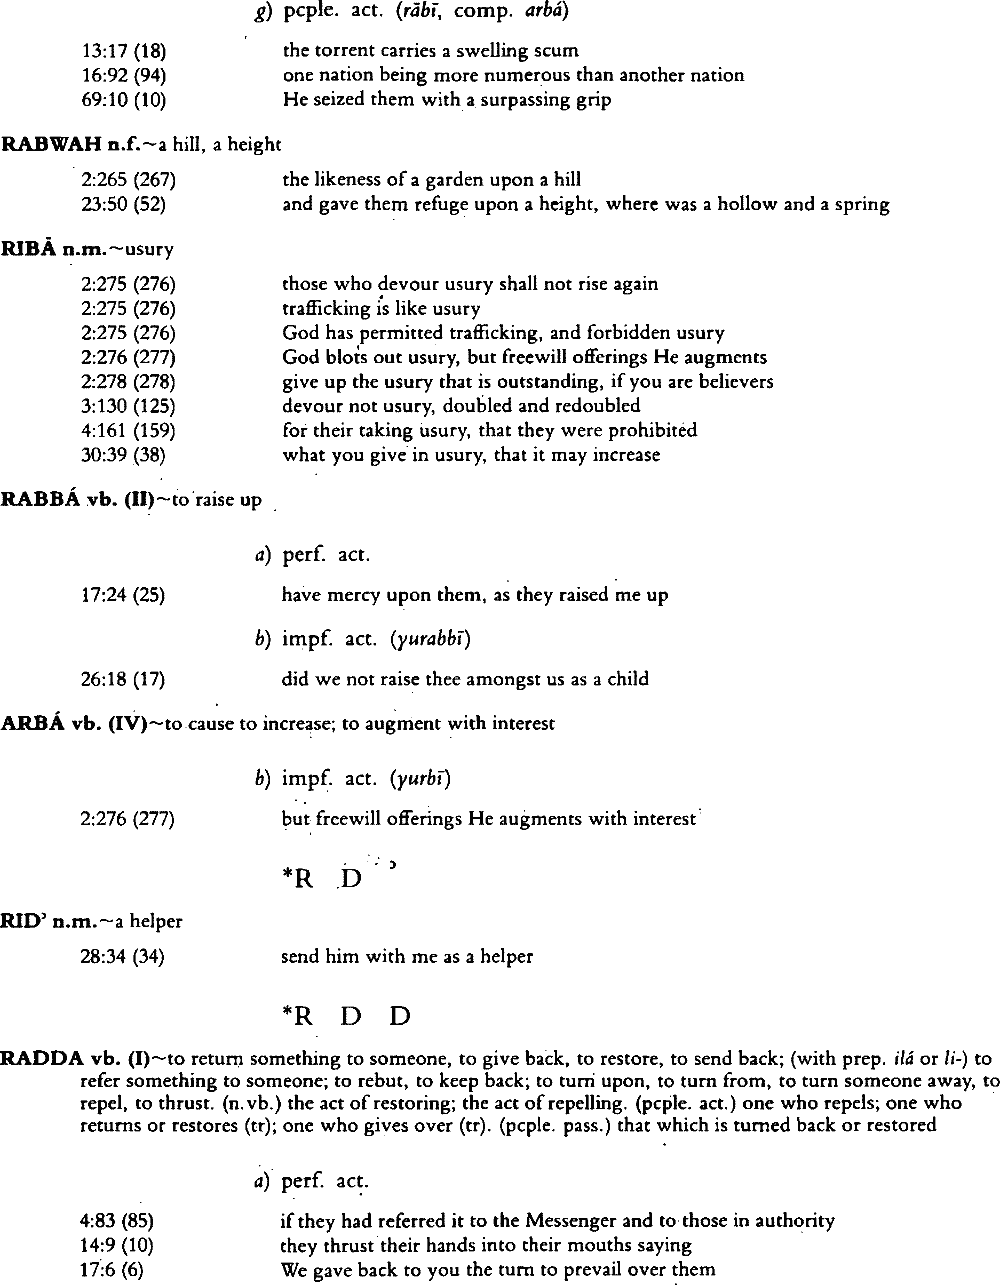 g) pcple. act. (rābī, comp. arbá)
13:17 (18) the torrent carries a swelling scum
16:92 (94) one nation being more numerous than another nation
69:10 (10) He seized them with a surpassing grip
RABWAH n.f.~a hill, a height
2:265 (267) the likeness of a garden upon a hill
23:50 (52) and gave them refuge upon a height, where was a hollow and a spring
RIBĀ n.m.~usury
2:275 (276) those who devour usury shall not rise again
2:275 (276) trafficking is like usury
2:275 (276) God has permitted trafficking, and forbidden usury
2:276 (277) God blots out usury, but freewill offerings He augments
2:278 (278) give up the usury that is outstanding, if you are believers
3:130 (125) devour not usury, doubled and redoubled
4:161 (159) for their taking usury, that they were prohibited
30:39 (38) what you give in usury, that it may increase
RABBÁ vb. (II)~to raise up
a) perf. act.
17:24 (25) have mercy upon them, as they raised me up
b) impf. act. (yurabbī)
26:18 (17) did we not raise thee amongst us as a child
ARBÁ vb. (IV)~to cause to increase; to augment with interest
b) impf. act. (yurbī)
2:276 (277) but freewill offerings He augments with interest
*R D ʾ
RIDʾ n.m.~a helper
28:34 (34) send him with me as a helper
*R D D
RADDA vb. (I)~to return something to someone, to give back, to restore, to send back; (with prep. ilá or li-) to
refer something to someone; to rebut, to keep back; to turn upon, to turn from, to turn someone away, to
repel, to thrust. (n.vb.) the act of restoring; the act of repelling. (pcple. act.) one who repels; one who
returns or restores (tr); one who gives over (tr). (pcple. pass.) that which is turned back or restored
a) perf. act.
4:83 (85) if they had referred it to the Messenger and to those in authority
14:9 (10) they thrust their hands into their mouths saying
17:6 (6) We gave back to you the turn to prevail over them